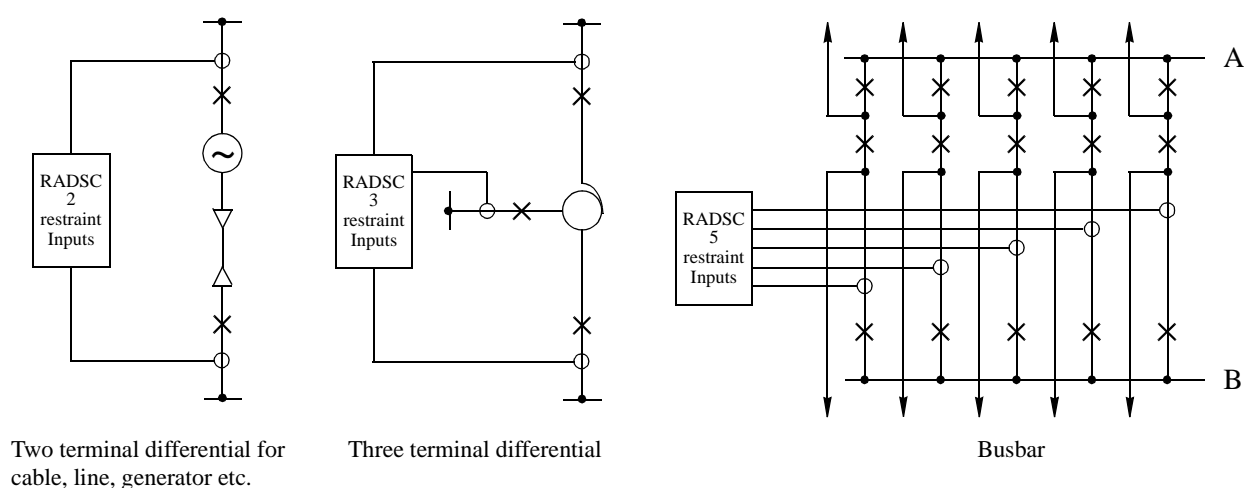 RADSC
2
restraint
Inputs
RADSC
3
restraint
Inputs
RADSC
5
restraint
Inputs
A
B
Two terminal differential for
cable, line, generator etc.
Three terminal differential
Busbar